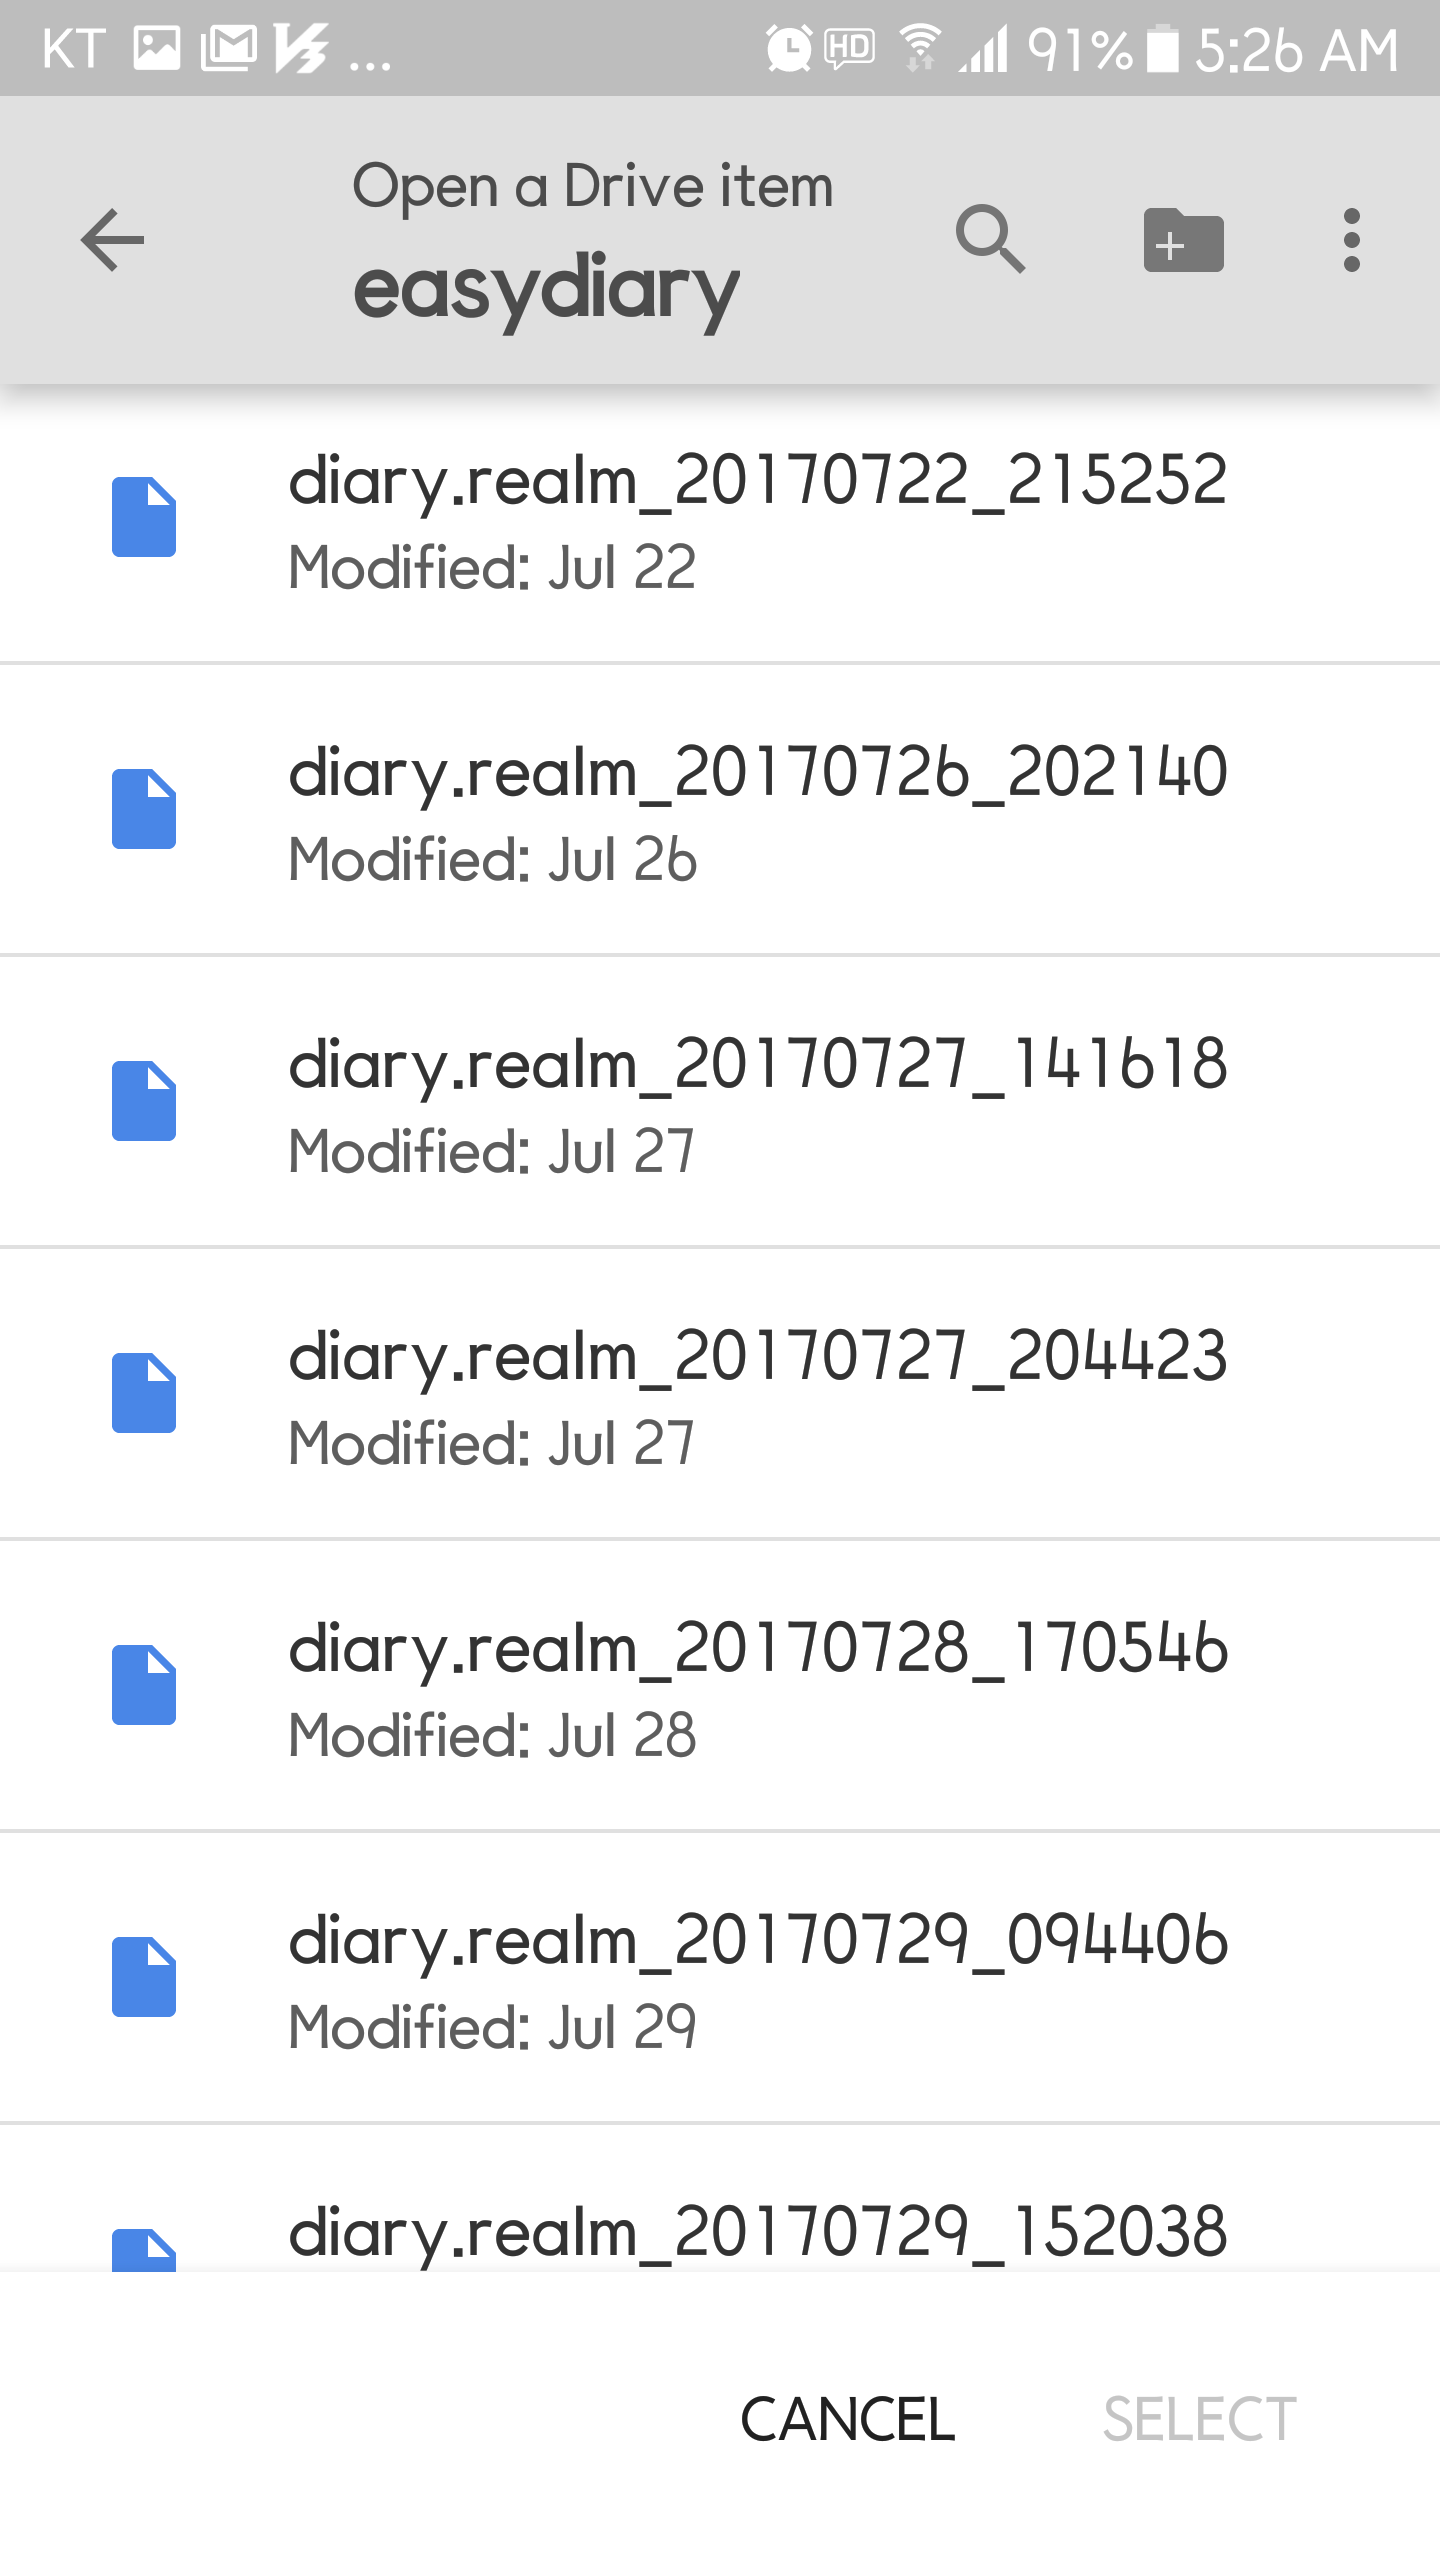 KT ... HD 91% 5:26 AM
Open a Drive item
easydiary
diary.realm_20170722_215252
Modified: Jul 22
diary.realm_20170726_202140
Modified: Jul 26
diary.realm_20170727_141618
Modified: Jul 27
diary.realm_20170727_204423
Modified: Jul 27
diary.realm_20170728_170546
Modified: Jul 28
diary.realm_20170729_094406
Modified: Jul 29
diary.realm_20170729_152038
CANCEL SELECT